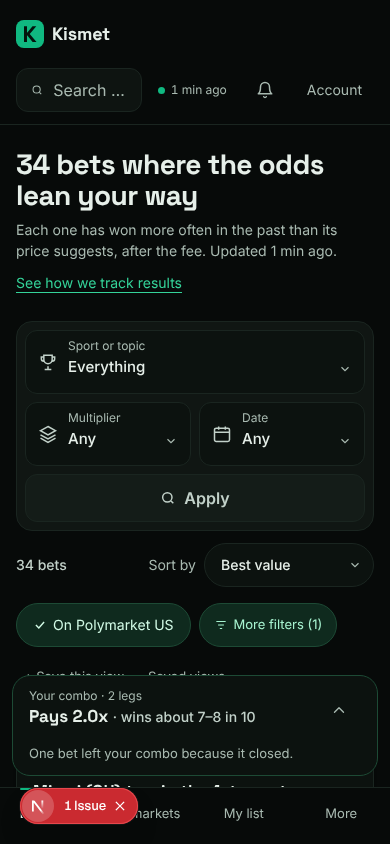 Kismet
Search ...
1 min ago
Account
34 bets where the odds
lean your way
Each one has won more often in the past than its
price suggests, after the fee. Updated 1 min ago.
See how we track results
Sport or topic
Everything
Multiplier
Any
Date
Any
Apply
34 bets
Sort by
Best value
On Polymarket US
More filters (1)
Your combo · 2 legs
Pays 2.0x · wins about 7–8 in 10
One bet left your combo because it closed.
N
1 Issue
My list
More